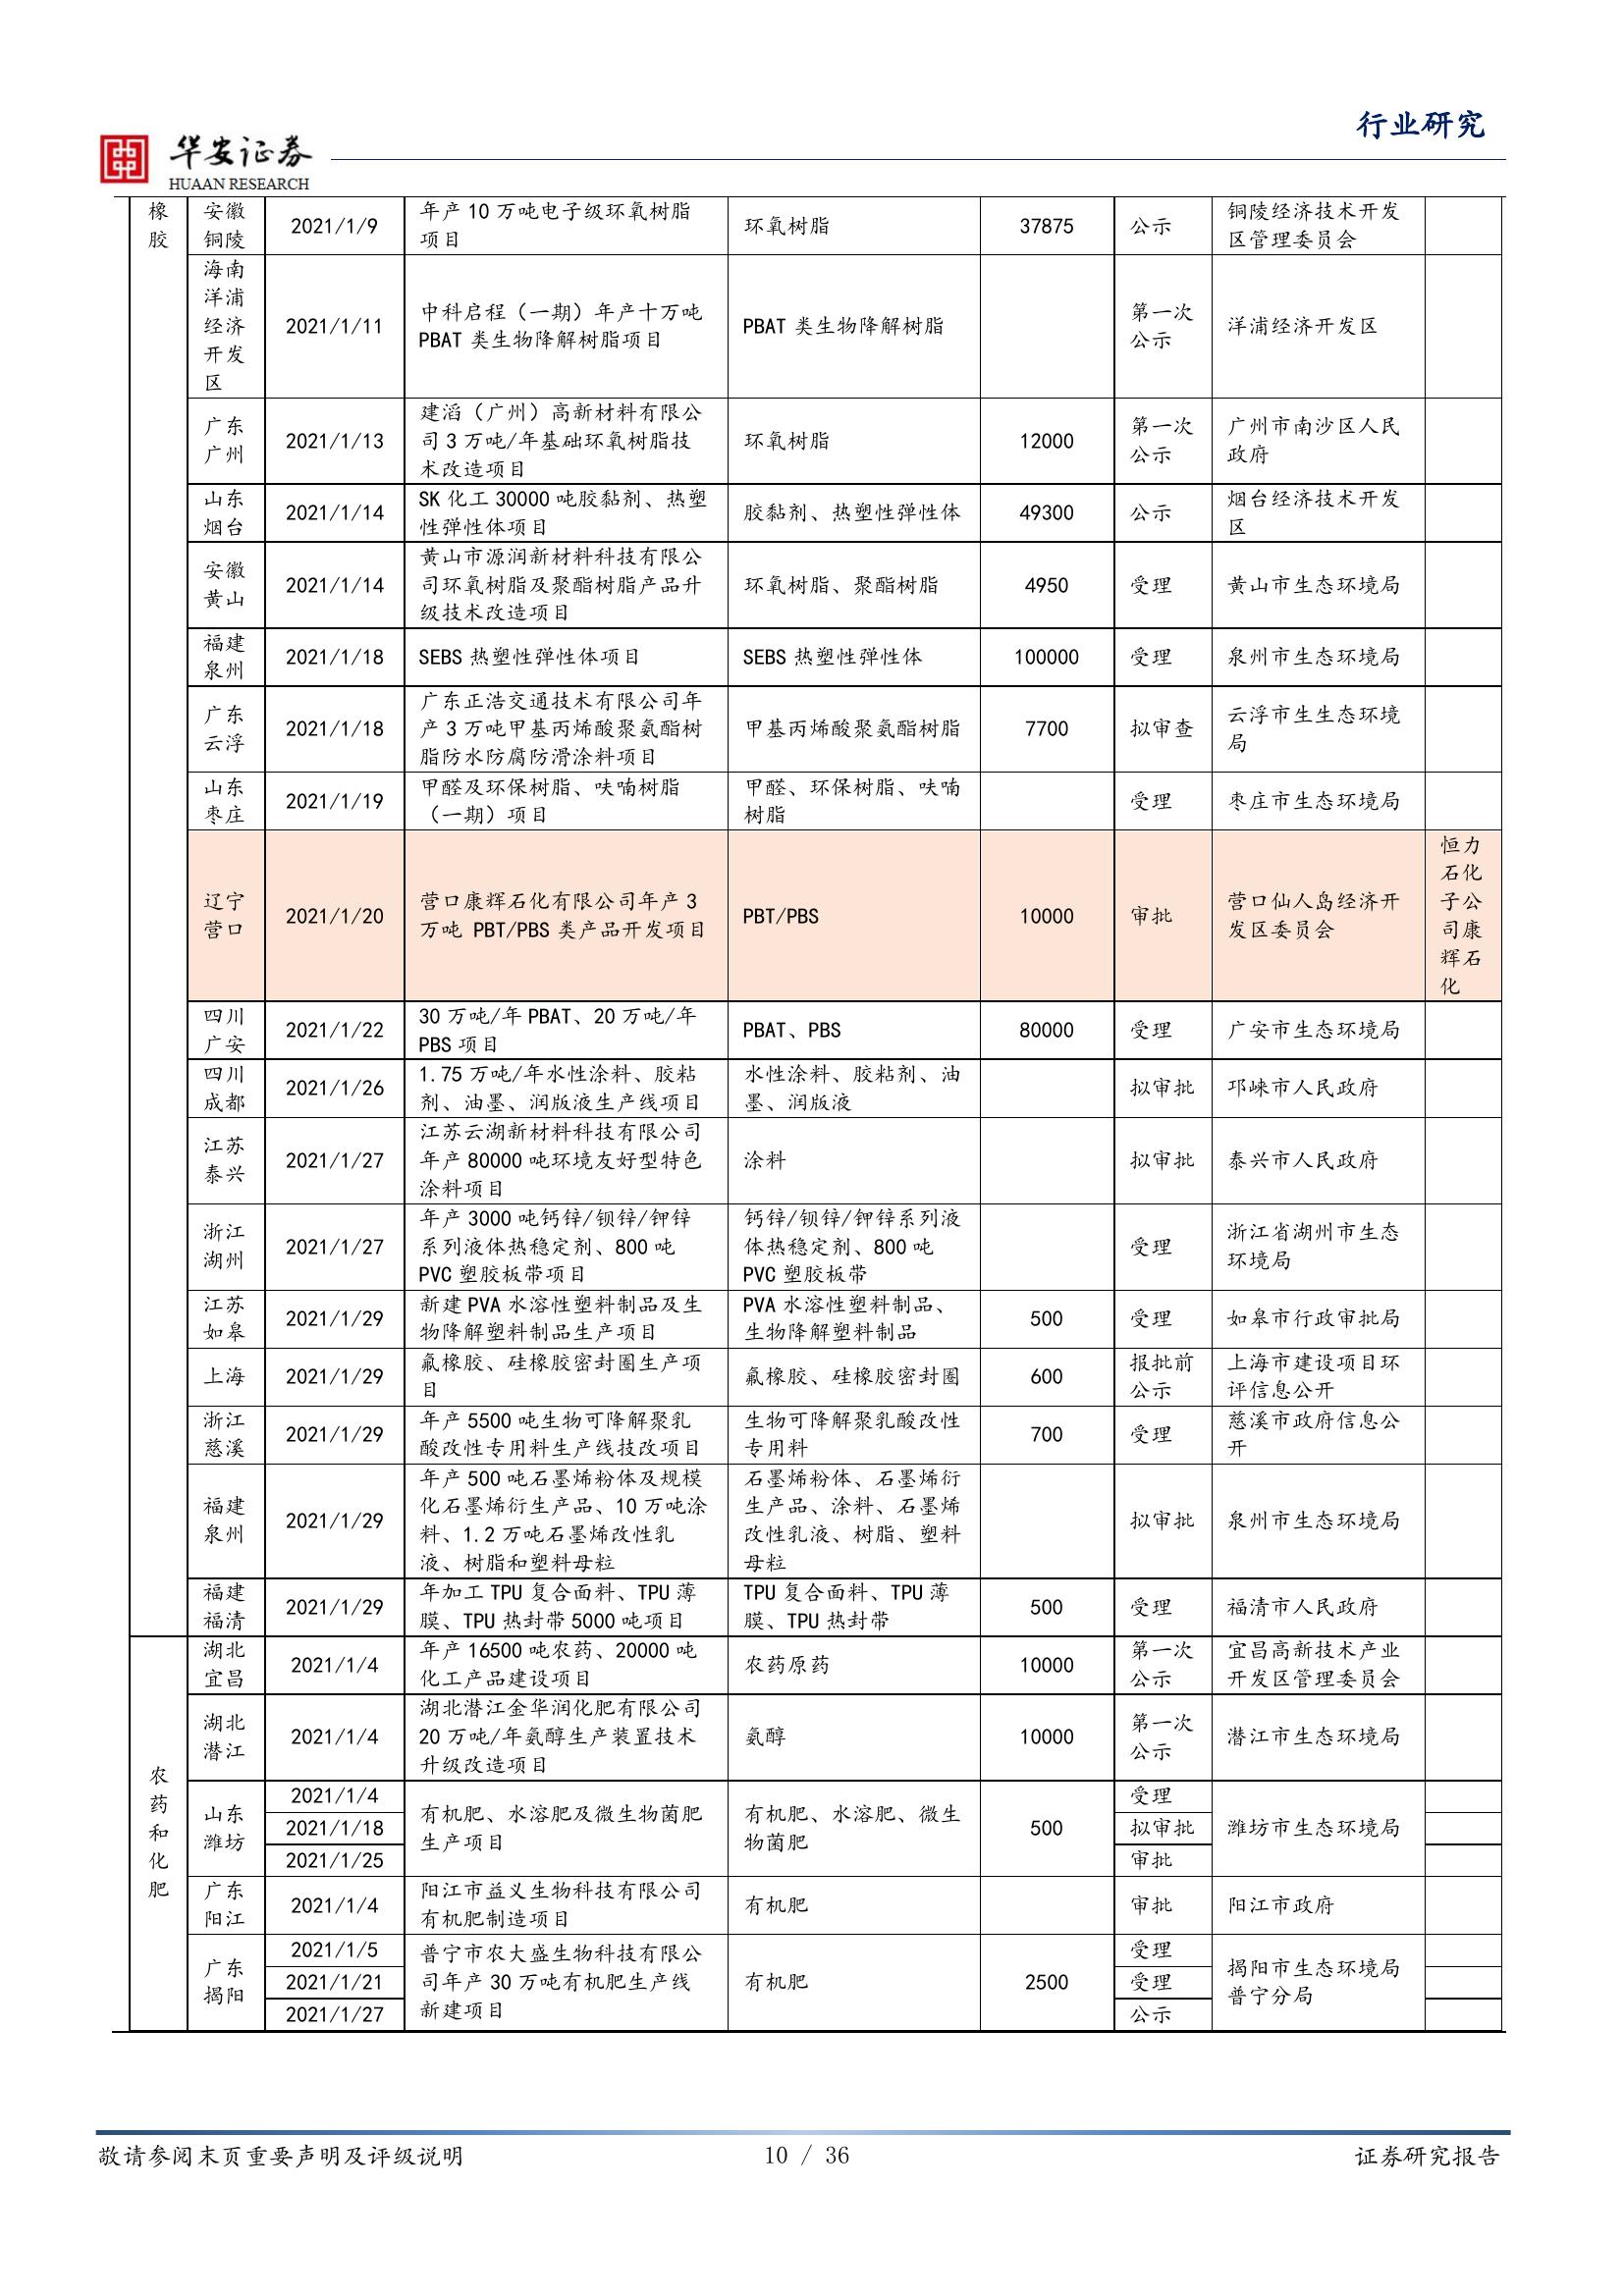 行业研究
华安证券
HUAAN RESEARCH
橡
胶
安徽
铜陵
2021/1/9
年产 10 万吨电子级环氧树脂
项目
环氧树脂
37875
公示
铜陵经济技术开发
区管理委员会
海南
洋浦
经济
开发
区
2021/1/11
中科启程（一期）年产十万吨
PBAT 类生物降解树脂项目
PBAT 类生物降解树脂
第一次
公示
洋浦经济开发区
广东
广州
2021/1/13
建滔（广州）高新材料有限公
司 3 万吨/年基础环氧树脂技
术改造项目
环氧树脂
12000
第一次
公示
广州市南沙区人民
政府
山东
烟台
2021/1/14
SK 化工 30000 吨胶黏剂、热塑
性弹性体项目
胶黏剂、热塑性弹性体
49300
公示
烟台经济技术开发
区
安徽
黄山
2021/1/14
黄山市源润新材料科技有限公
司环氧树脂及聚酯树脂产品升
级技术改造项目
环氧树脂、聚酯树脂
4950
受理
黄山市生态环境局
福建
泉州
2021/1/18
SEBS 热塑性弹性体项目
SEBS 热塑性弹性体
100000
受理
泉州市生态环境局
广东
云浮
2021/1/18
广东正浩交通技术有限公司年
产 3 万吨甲基丙烯酸聚氨酯树
脂防水防腐防滑涂料项目
甲基丙烯酸聚氨酯树脂
7700
拟审查
云浮市生生态环境
局
山东
枣庄
2021/1/19
甲醛及环保树脂、呋喃树脂
（一期）项目
甲醛、环保树脂、呋喃
树脂
受理
枣庄市生态环境局
辽宁
营口
2021/1/20
营口康辉石化有限公司年产 3
万吨 PBT/PBS 类产品开发项目
PBT/PBS
10000
审批
营口仙人岛经济开
发区委员会
恒力
石化
子公
司康
辉石
化
四川
广安
2021/1/22
30 万吨/年 PBAT、20 万吨/年
PBS 项目
PBAT、PBS
80000
受理
广安市生态环境局
四川
成都
2021/1/26
1.75 万吨/年水性涂料、胶粘
剂、油墨、润版液生产线项目
水性涂料、胶粘剂、油
墨、润版液
拟审批
邛崃市人民政府
江苏
泰兴
2021/1/27
江苏云湖新材料科技有限公司
年产 80000 吨环境友好型特色
涂料项目
涂料
拟审批
泰兴市人民政府
浙江
湖州
2021/1/27
年产 3000 吨钙锌/钡锌/钾锌
系列液体热稳定剂、800 吨
PVC 塑胶板带项目
钙锌/钡锌/钾锌系列液
体热稳定剂、800 吨
PVC 塑胶板带
受理
浙江省湖州市生态
环境局
江苏
如皋
2021/1/29
新建 PVA 水溶性塑料制品及生
物降解塑料制品生产项目
PVA 水溶性塑料制品、
生物降解塑料制品
500
受理
如皋市行政审批局
上海
2021/1/29
氟橡胶、硅橡胶密封圈生产项
目
氟橡胶、硅橡胶密封圈
600
报批前
公示
上海市建设项目环
评信息公开
浙江
慈溪
2021/1/29
年产 5500 吨生物可降解聚乳
酸改性专用料生产线技改项目
生物可降解聚乳酸改性
专用料
700
受理
慈溪市政府信息公
开
福建
泉州
2021/1/29
年产 500 吨石墨烯粉体及规模
化石墨烯衍生产品、10 万吨涂
料、1.2 万吨石墨烯改性乳
液、树脂和塑料母粒
石墨烯粉体、石墨烯衍
生产品、涂料、石墨烯
改性乳液、树脂、塑料
母粒
拟审批
泉州市生态环境局
福建
福清
2021/1/29
年加工 TPU 复合面料、TPU 薄
膜、TPU 热封带 5000 吨项目
TPU 复合面料、TPU 薄
膜、TPU 热封带
500
受理
福清市人民政府
农
药
和
化
肥
湖北
宜昌
2021/1/4
年产 16500 吨农药、20000 吨
化工产品建设项目
农药原药
10000
第一次
公示
宜昌高新技术产业
开发区管理委员会
湖北
潜江
2021/1/4
湖北潜江金华润化肥有限公司
20 万吨/年氨醇生产装置技术
升级改造项目
氨醇
10000
第一次
公示
潜江市生态环境局
山东
潍坊
2021/1/4
2021/1/18
2021/1/25
有机肥、水溶肥及微生物菌肥
生产项目
有机肥、水溶肥、微生
物菌肥
500
受理
拟审批
审批
潍坊市生态环境局
广东
阳江
2021/1/4
阳江市益义生物科技有限公司
有机肥制造项目
有机肥
审批
阳江市政府
广东
揭阳
2021/1/5
2021/1/21
2021/1/27
普宁市农大盛生物科技有限公
司年产 30 万吨有机肥生产线
新建项目
有机肥
2500
受理
受理
公示
揭阳市生态环境局
普宁分局
敬请参阅末页重要声明及评级说明
10 / 36
证券研究报告